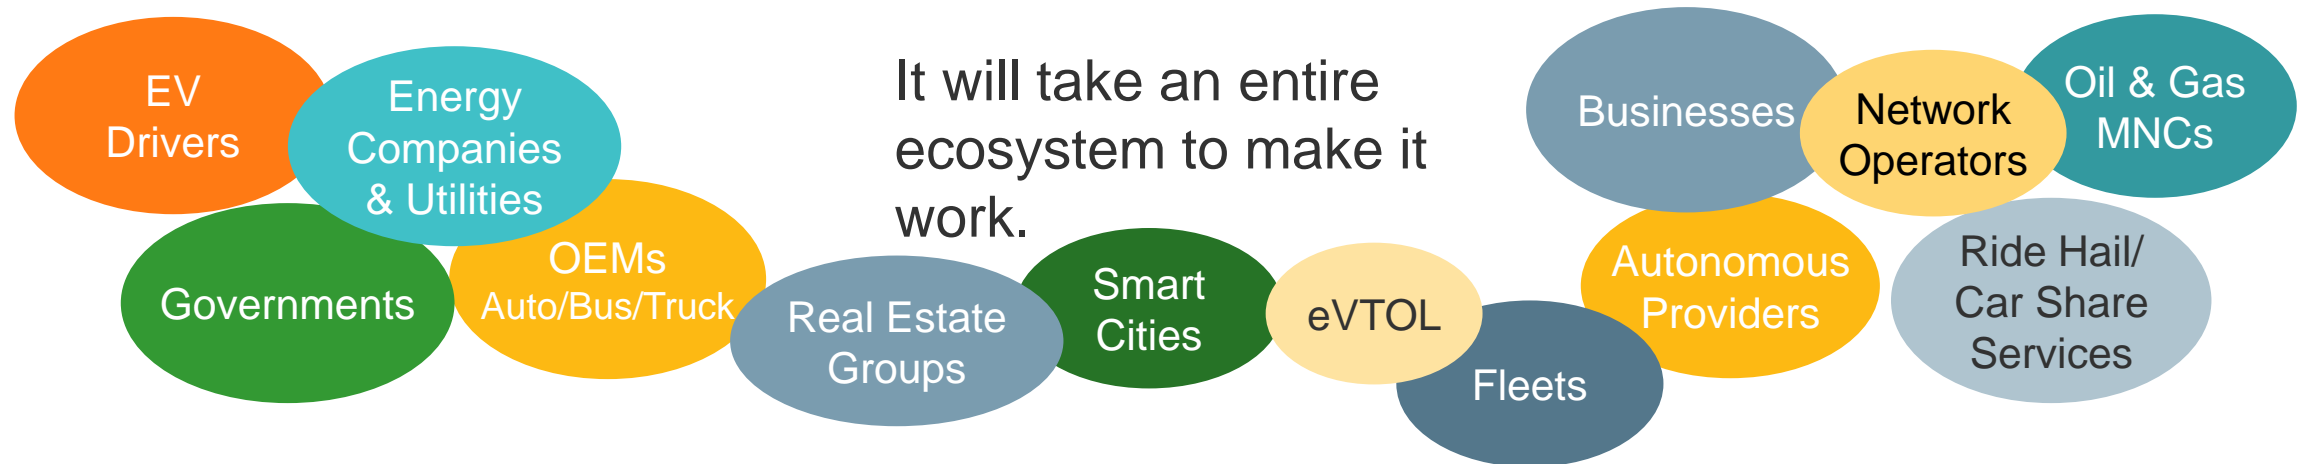 EV
Drivers
Energy
Companies
& Utilities
Governments
OEMs
Auto/Bus/Truck
It will take an entire
ecosystem to make it
work.
Real Estate
Groups
Smart
Cities
eVTOL
Fleets
Businesses
Network
Operators
Oil & Gas
MNCs
Autonomous
Providers
Ride Hail/
Car Share
Services